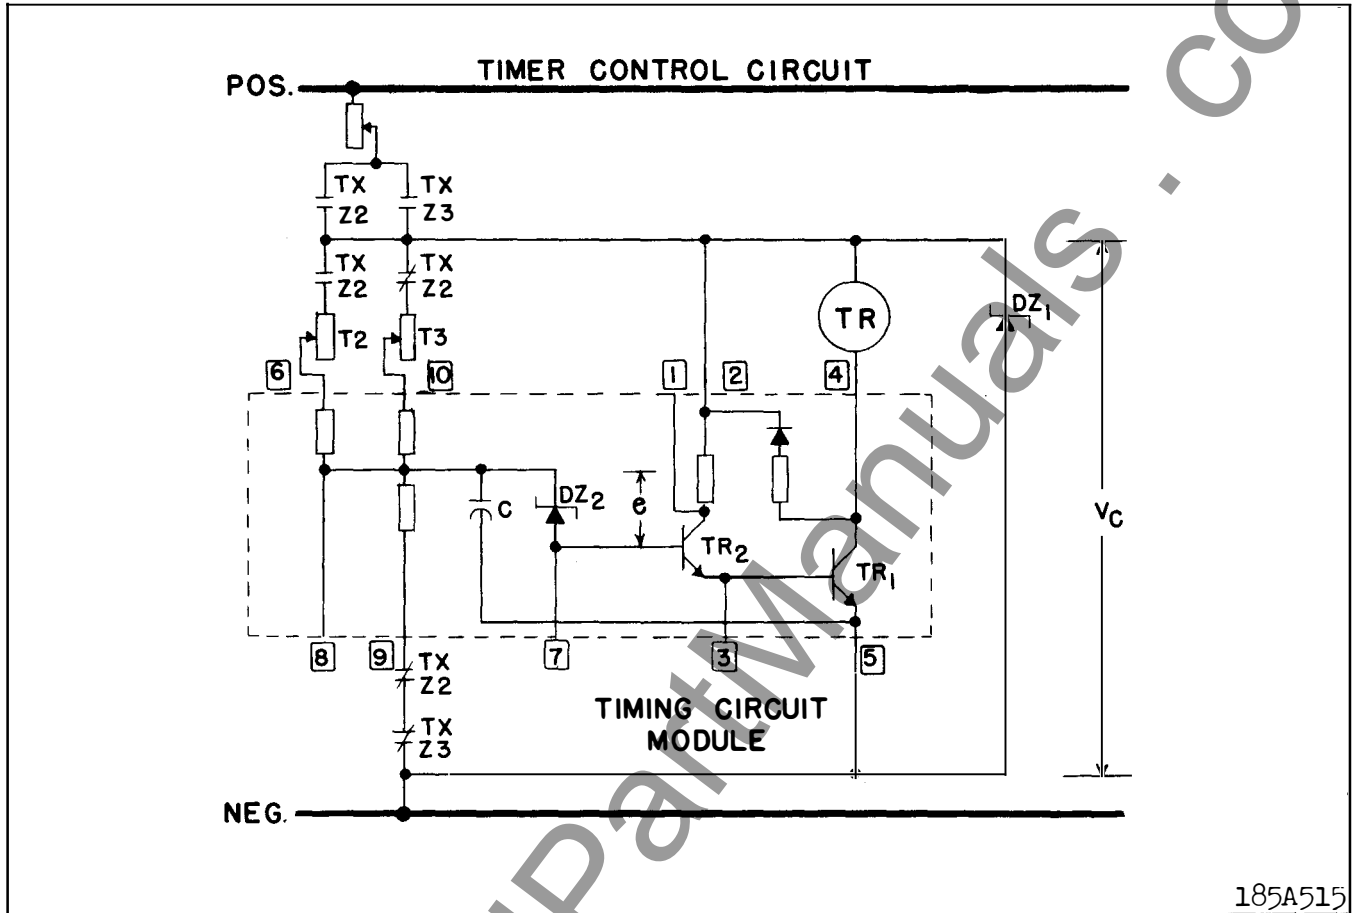 TIMER CONTROL CIRCUIT
POS.
TX
Z2
TX
Z3
TX
Z2
TX
Z2
T2
T3
TR
DZ1
6
10
1
2
4
C
DZ2
e
TR2
TR1
VC
8
9
7
3
5
TX
Z2
TX
Z3
TIMING CIRCUIT
MODULE
NEG.
185A515
PartManuals . co